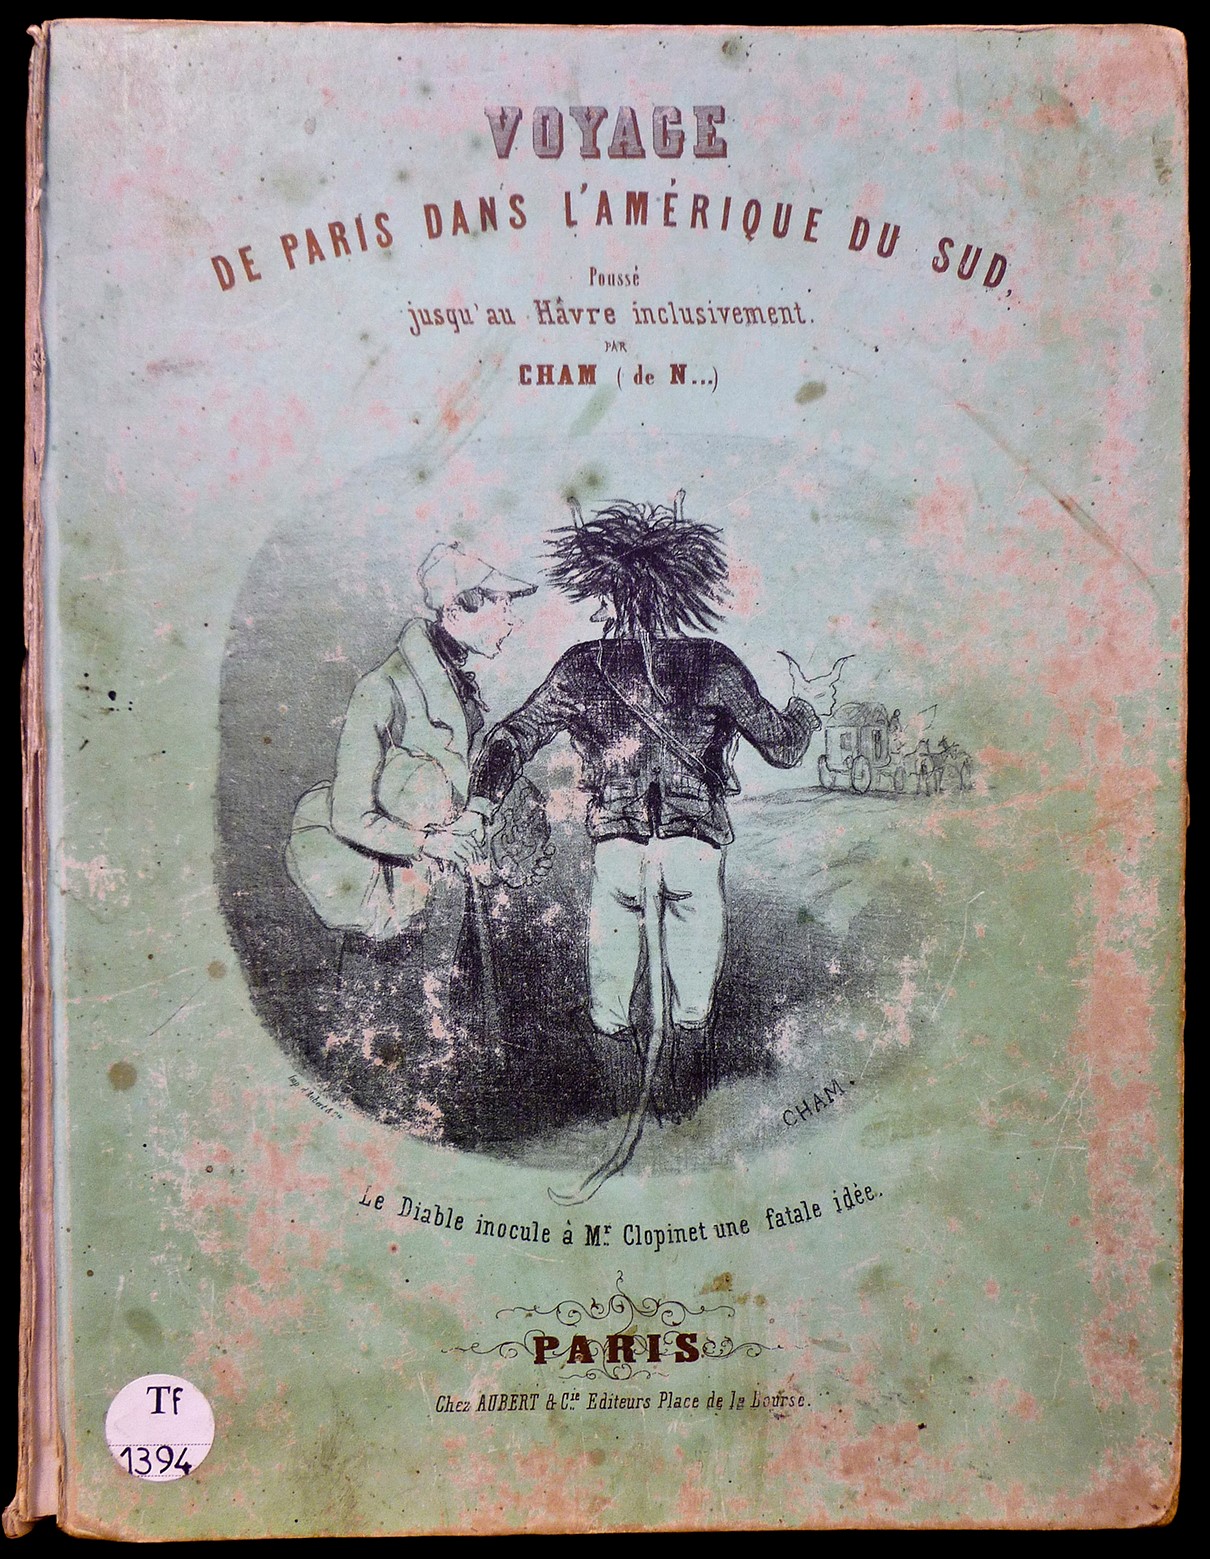 VOYAGE
DE PARIS DANS L'AMÉRIQUE DU SUD,
Poussé
jusqu'au Hâvre inclusivement.
PAR
CHAM (de N...)
CHAM.
Le Diable inocule à Mr. Clopinet une fatale idée.
PARIS
Chez AUBERT & Cie. Editeurs Place de la Bourse.
Tf
1394